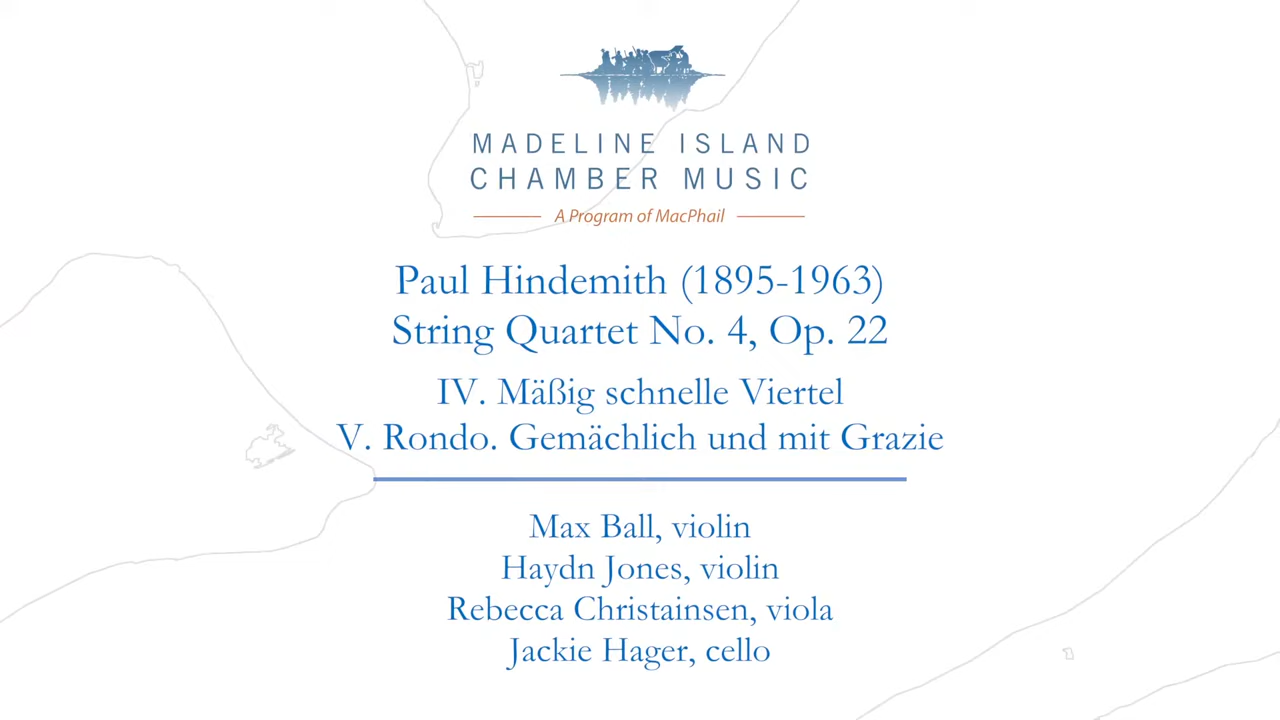 MADELINE ISLAND
CHAMBER MUSIC
A Program of MacPhail
Paul Hindemith (1895-1963)
String Quartet No. 4, Op. 22
IV. Mäßig schnelle Viertel
V. Rondo. Gemächlich und mit Grazie
Max Ball, violin
Haydn Jones, violin
Rebecca Christainsen, viola
Jackie Hager, cello